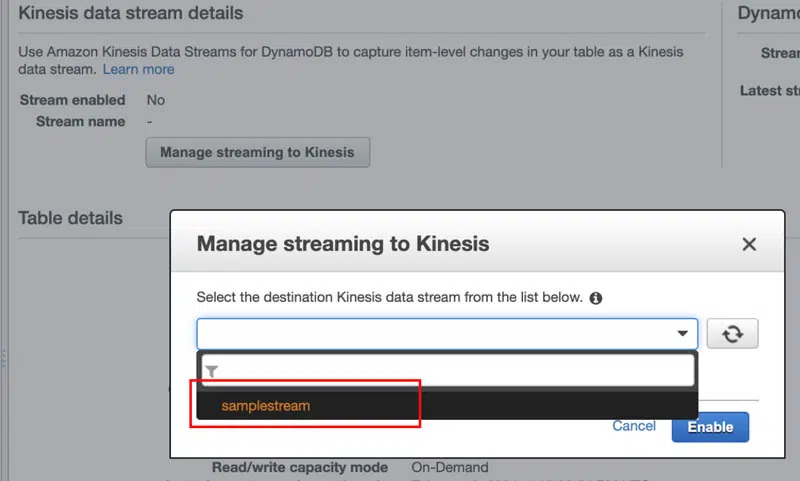 Kinesis data stream details
Use Amazon Kinesis Data Streams for DynamoDB to capture item-level changes in your table as a Kinesis
data stream. Learn more
Stream enabled No
Stream name -
Manage streaming to Kinesis
Table details
Latest
Manage streaming to Kinesis
Select the destination Kinesis data stream from the list below.
samplestream
Cancel Enable
Read/write capacity mode On-Demand